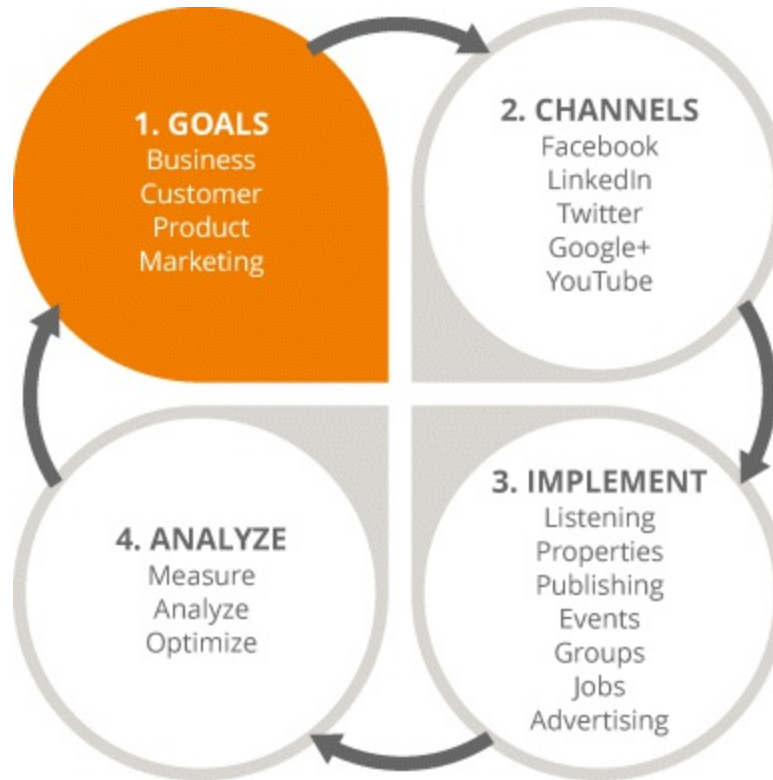 1. GOALS
Business
Customer
Product
Marketing
2. CHANNELS
Facebook
LinkedIn
Twitter
Google+
YouTube
3. IMPLEMENT
Listening
Properties
Publishing
Events
Groups
Jobs
Advertising
4. ANALYZE
Measure
Analyze
Optimize